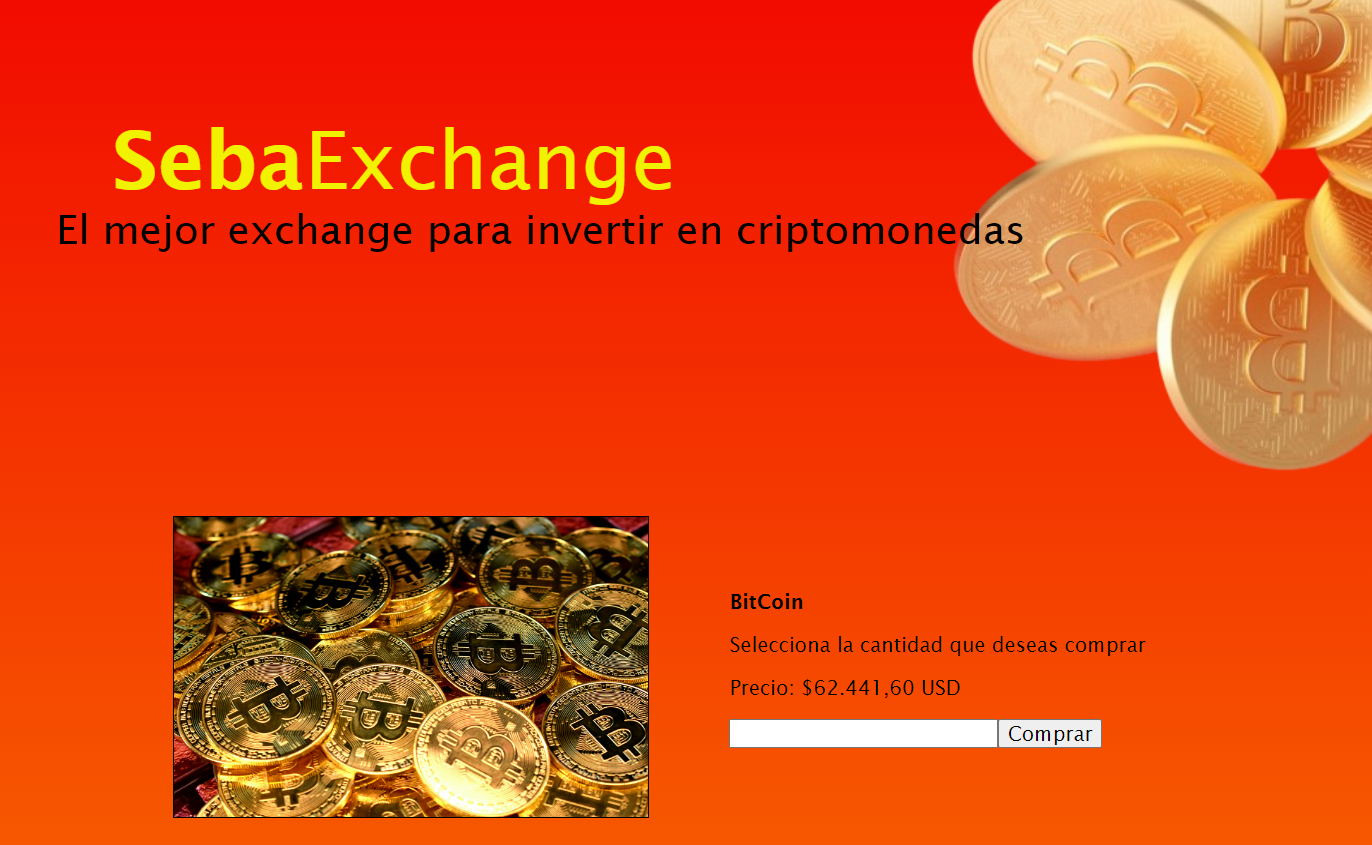 SebaExchange
El mejor exchange para invertir en criptomonedas
BitCoin
Selecciona la cantidad que deseas comprar
Precio: $62.441,60 USD
Comprar